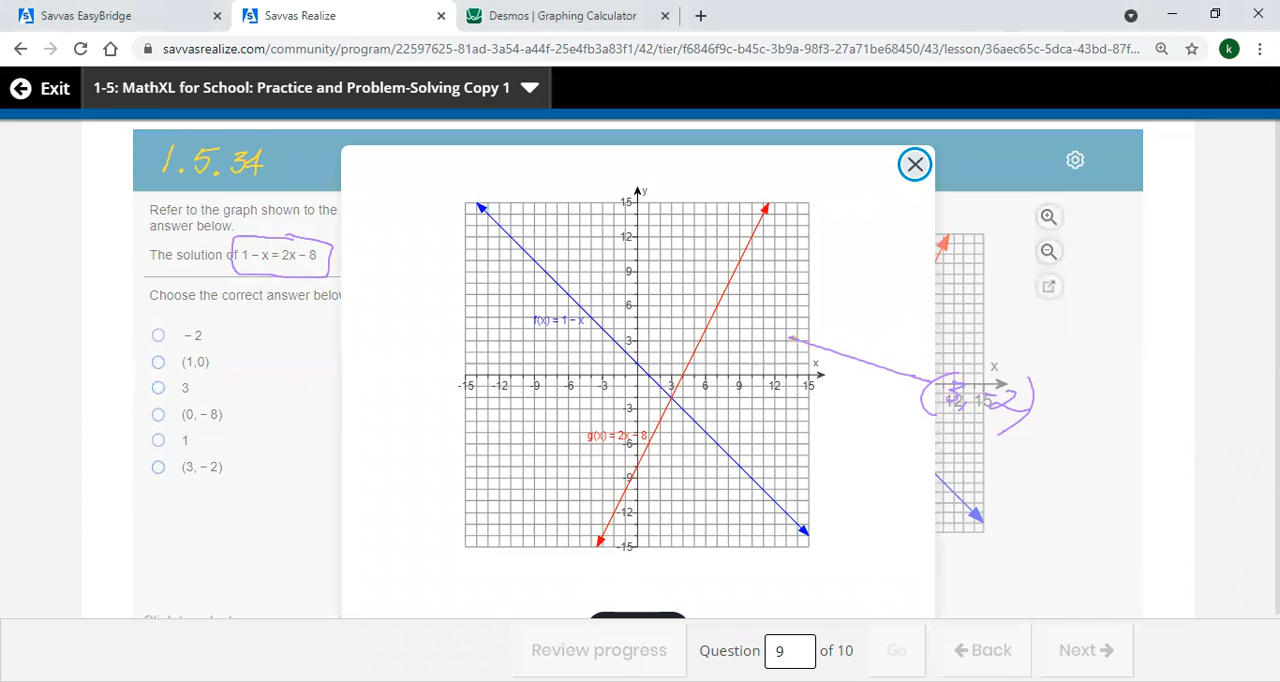 Savvas EasyBridge
Savvas Realize
Desmos | Graphing Calculator
savvasrealize.com/community/program/22597625-81ad-3a54-a44f-25e4fb3a83f1/42/tier/f6846f9c-b45c-3b9a-98f3-27a71be68450/43/lesson/36aec65c-5dca-43bd-87f...
k
Exit
1-5: MathXL for School: Practice and Problem-Solving Copy 1
1.5.34
Refer to the graph shown to the
answer below.
The solution of 1 − x = 2x − 8
Choose the correct answer below
− 2
(1,0)
3
(0, − 8)
1
(3, − 2)
y
15
12
9
6
f(x) = 1 − x
3
x
-15 -12 -9 -6 -3 3 6 9 12 15
-3
g(x) = 2x − 8
-6
-9
-12
-15
x
12 15
(3, -2)
Review progress
Question 9 of 10
Go
Back
Next